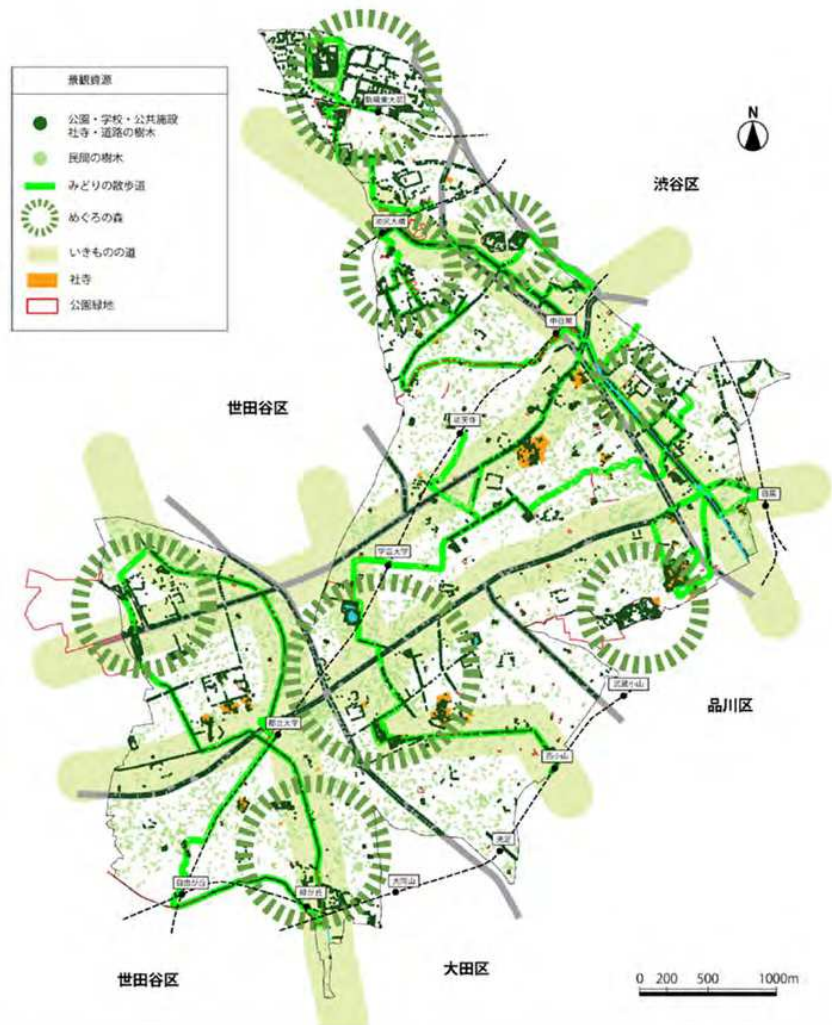 景観資源
公園・学校・公共施設
社寺・道路の樹木
民間の樹木
みどりの散歩道
めぐろの森
いきものの道
社寺
公園緑地
N
渋谷区
駒場東大前
池尻大橋
中目黒
世田谷区
祐天寺
目黒
学芸大学
武蔵小山
品川区
都立大学
西小山
洗足
大岡山
自由が丘
緑が丘
世田谷区
大田区
0 200 500 1000m